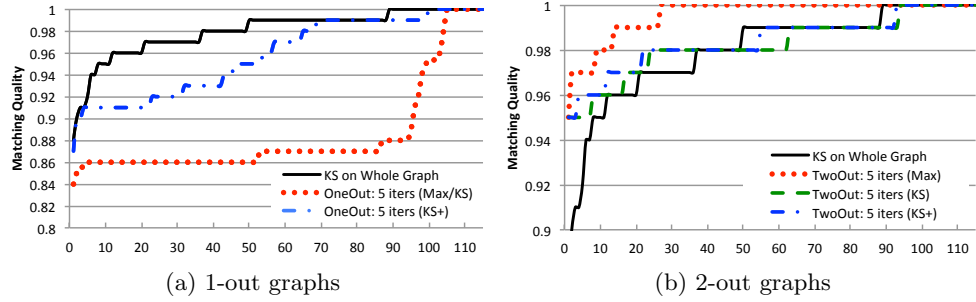 1
0.98
0.96
0.94
0.92
0.9
0.88
0.86
0.84
0.82
0.8
Matching Quality
KS on Whole Graph
OneOut: 5 iters (Max/KS)
OneOut: 5 iters (KS+)
0 10 20 30 40 50 60 70 80 90 100 110
(a) 1-out graphs
1
0.98
0.96
0.94
0.92
0.9
Matching Quality
KS on Whole Graph
TwoOut: 5 iters (Max)
TwoOut: 5 iters (KS)
TwoOut: 5 iters (KS+)
0 10 20 30 40 50 60 70 80 90 100 110
(b) 2-out graphs